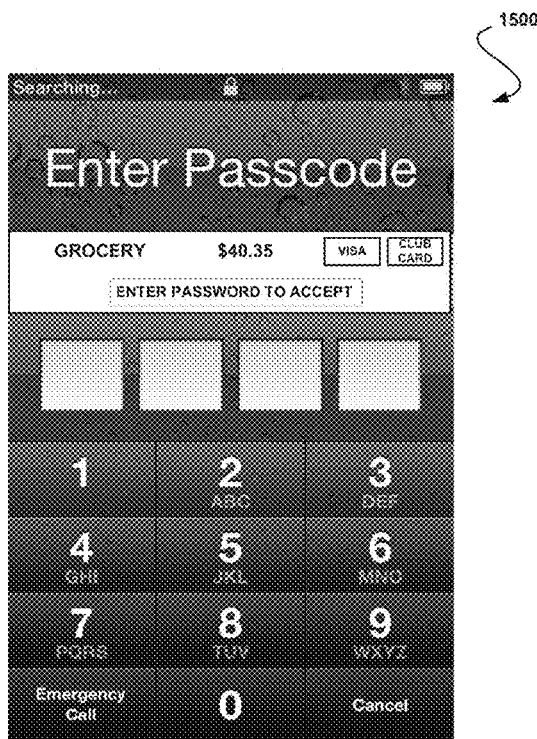 1500
Searching...
Enter Passcode
GROCERY $40.35 VISA CLUB CARD
ENTER PASSWORD TO ACCEPT
1 2 3
ABC DEF
4 5 6
GHI JKL MNO
7 8 9
PQRS TUV WXYZ
Emergency Call 0 Cancel